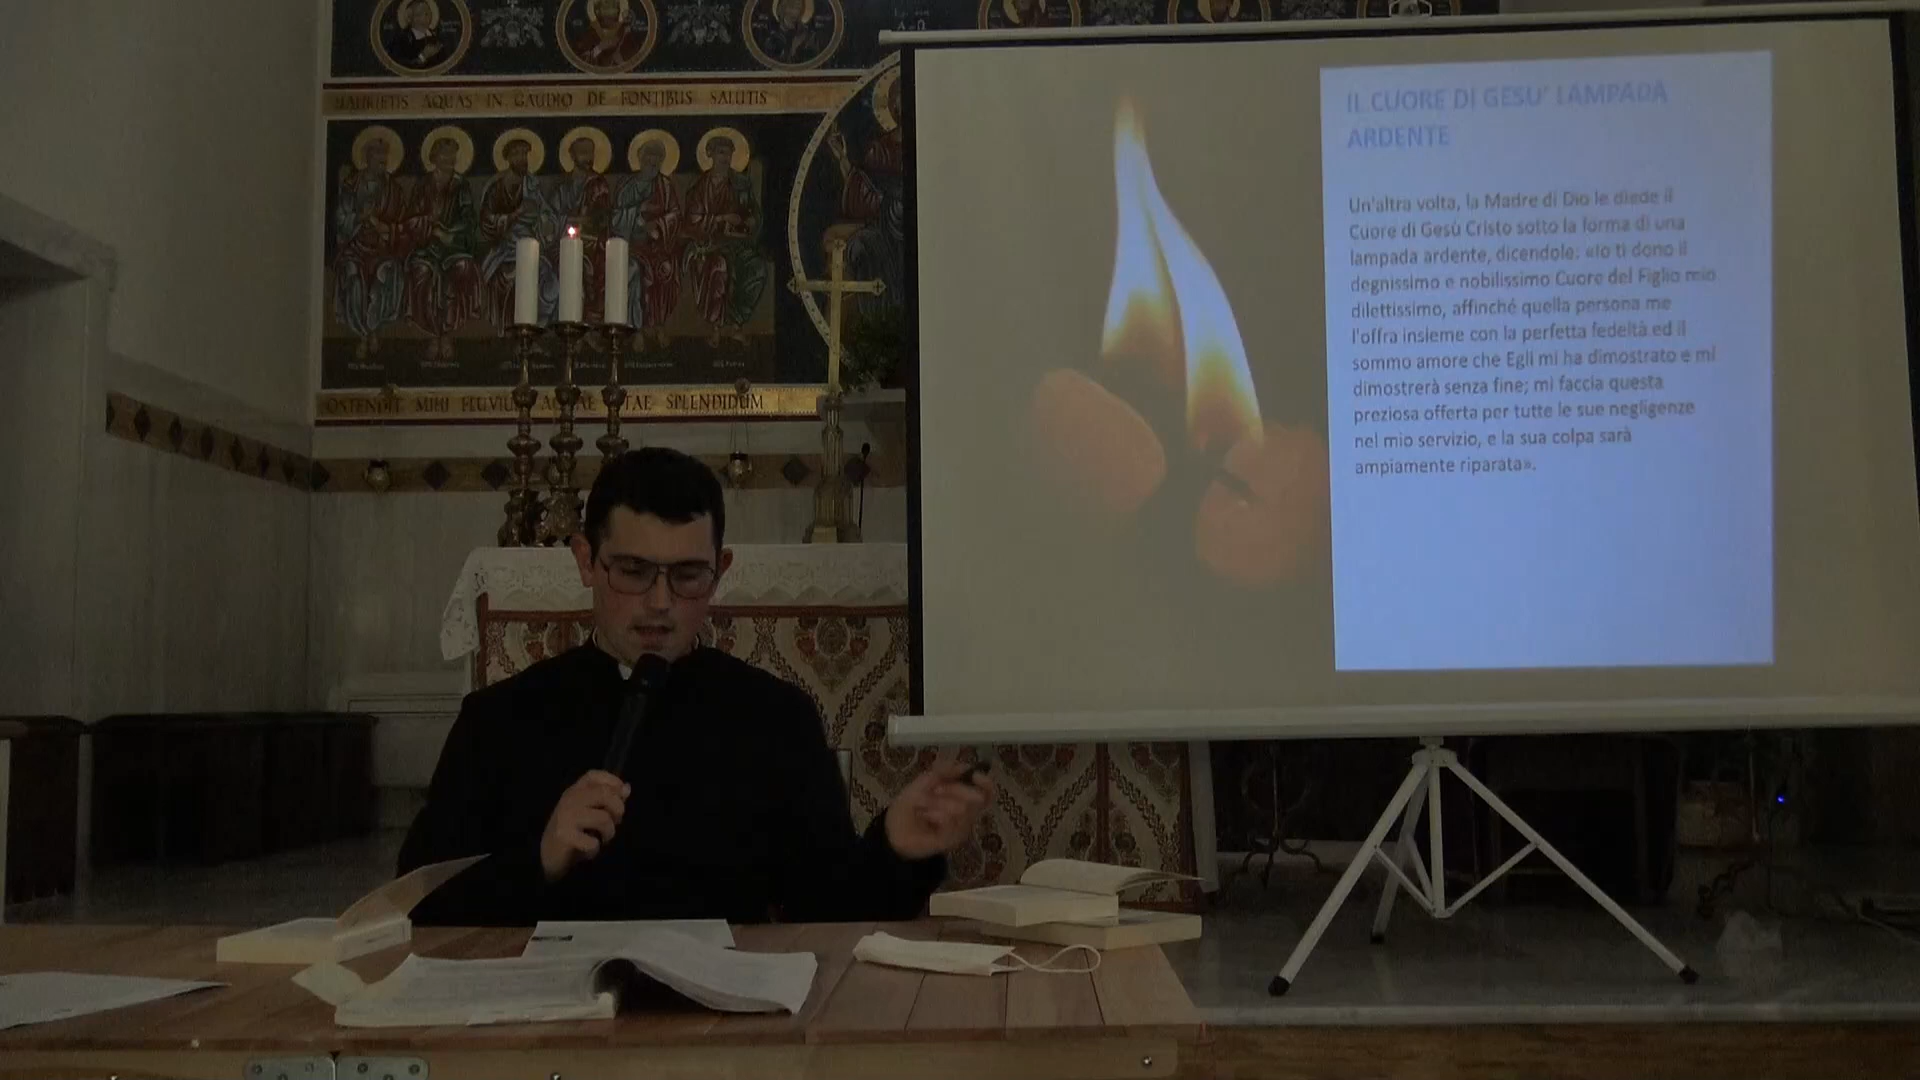 HAURIETIS AQUAS IN GAUDIO DE FONTIBUS SALUTIS
OSTENDIT MIHI FLUVIUM AQUAE VITAE SPLENDIDUM
IL CUORE DI GESU' LAMPADA
ARDENTE
Un'altra volta, la Madre di Dio le diede il
Cuore di Gesù Cristo sotto la forma di una
lampada ardente, dicendole: «Io ti dono il
degnissimo e nobilissimo Cuore del Figlio mio
dilettissimo, affinché quella persona me
l'offra insieme con la perfetta fedeltà ed il
sommo amore che Egli mi ha dimostrato e mi
dimostrerà senza fine; mi faccia questa
preziosa offerta per tutte le sue negligenze
nel mio servizio, e la sua colpa sarà
ampiamente riparata».